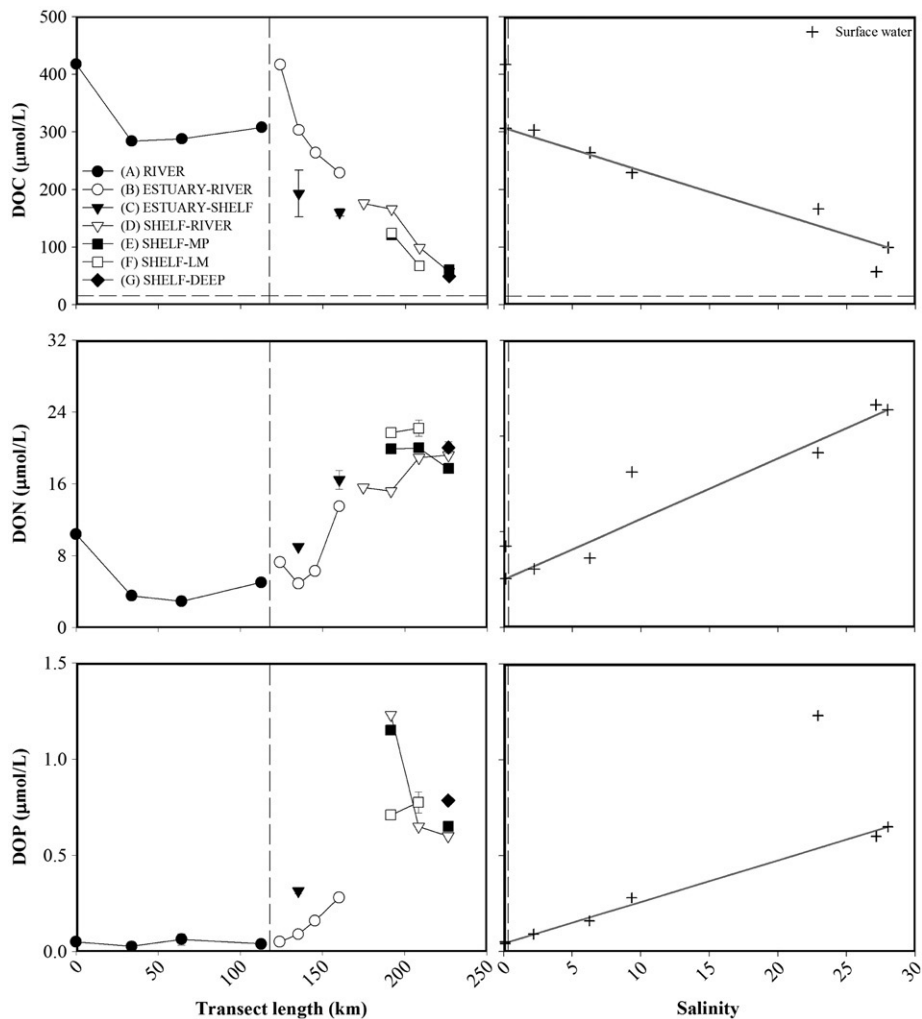 500
400
300
200
100
0
DOC (µmol/L)
(A) RIVER
(B) ESTUARY-RIVER
(C) ESTUARY-SHELF
(D) SHELF-RIVER
(E) SHELF-MP
(F) SHELF-LM
(G) SHELF-DEEP
Surface water
32
24
16
8
0
DON (µmol/L)
1.5
1.0
0.5
0.0
DOP (µmol/L)
0 50 100 150 200 250
Transect length (km)
0 5 10 15 20 25 30
Salinity